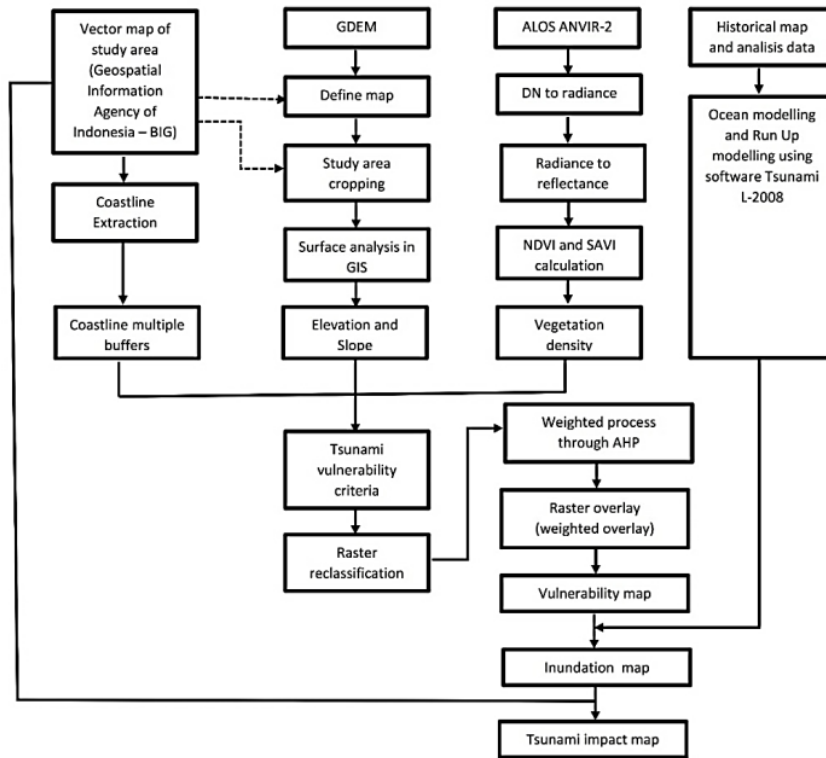 Vector map of
study area
(Geospatial
Information
Agency of
Indonesia – BIG)
Coastline
Extraction
Coastline multiple
buffers
GDEM
Define map
Study area
cropping
Surface analysis in
GIS
Elevation and
Slope
ALOS ANVIR-2
DN to radiance
Radiance to
reflectance
NDVI and SAVI
calculation
Vegetation
density
Historical map
and analisis data
Ocean modelling
and Run Up
modelling using
software Tsunami
L-2008
Tsunami
vulnerability
criteria
Raster
reclassification
Weighted process
through AHP
Raster overlay
(weighted overlay)
Vulnerability map
Inundation map
Tsunami impact map